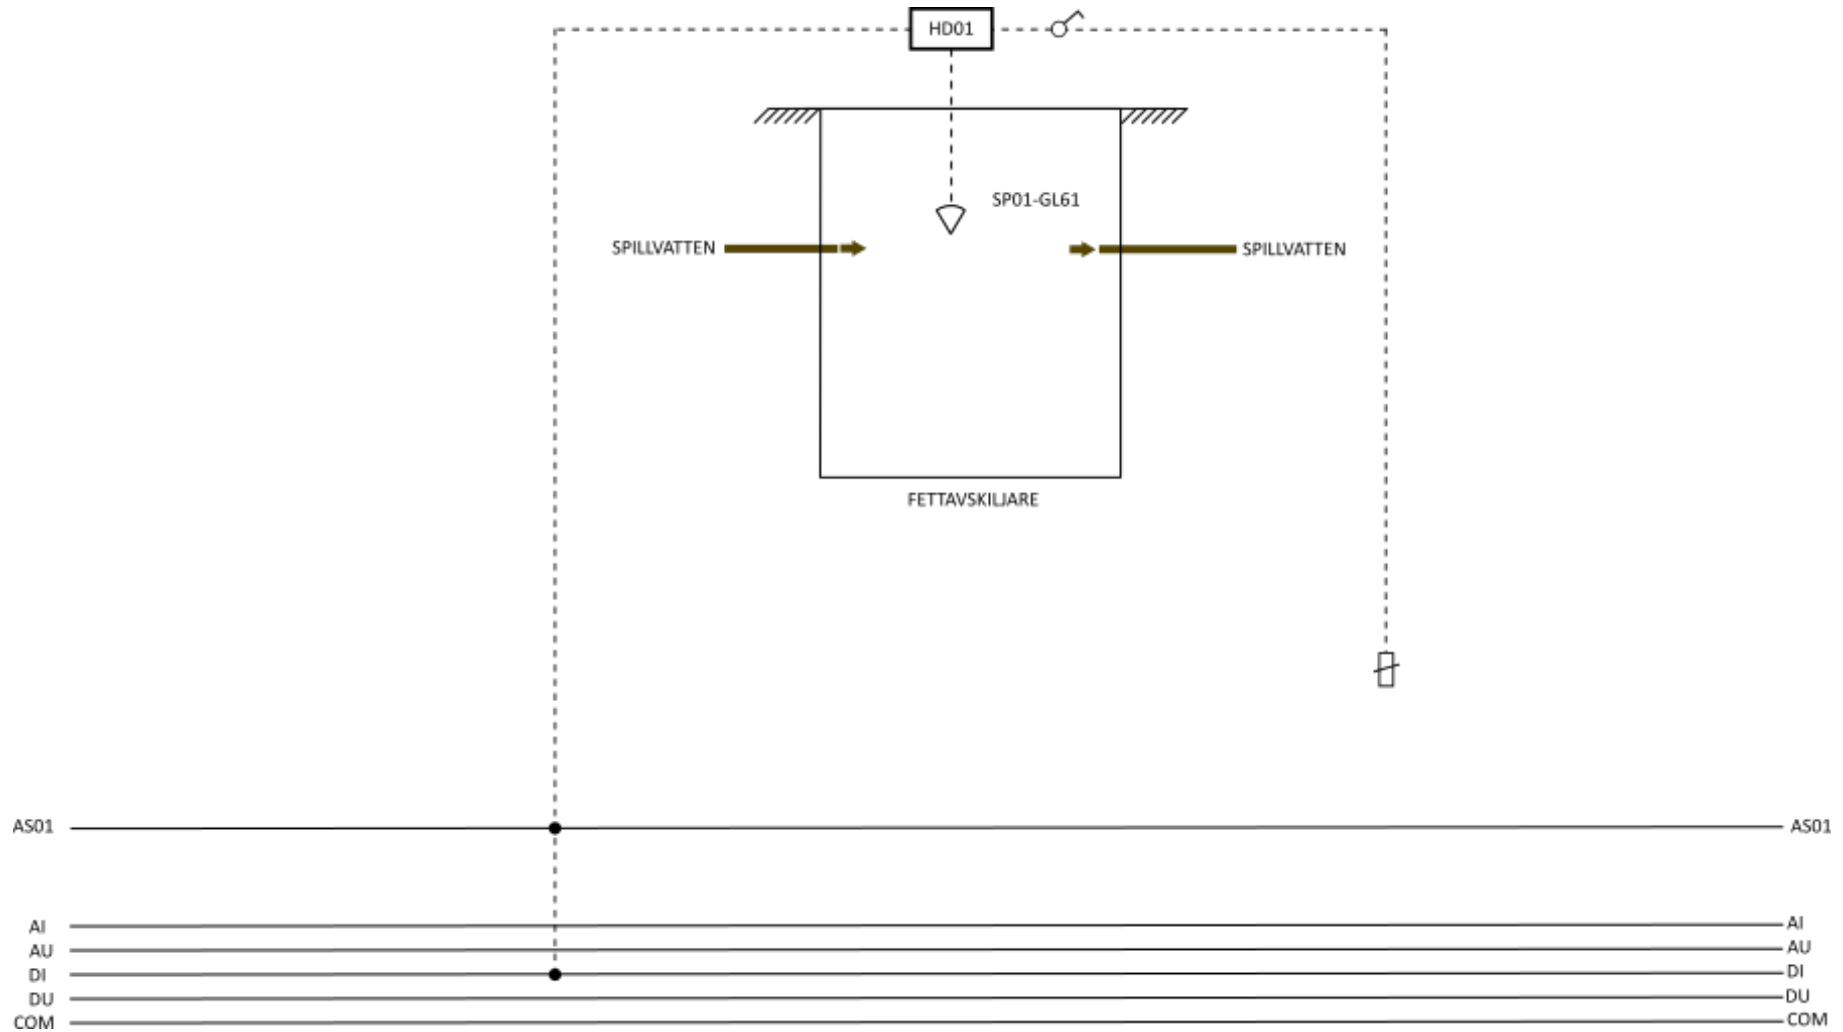 HD01
SP01-GL61
SPILLVATTEN
SPILLVATTEN
FETTAVSKILJARE
AS01
AS01
AI
AI
AU
AU
DI
DI
DU
DU
COM
COM